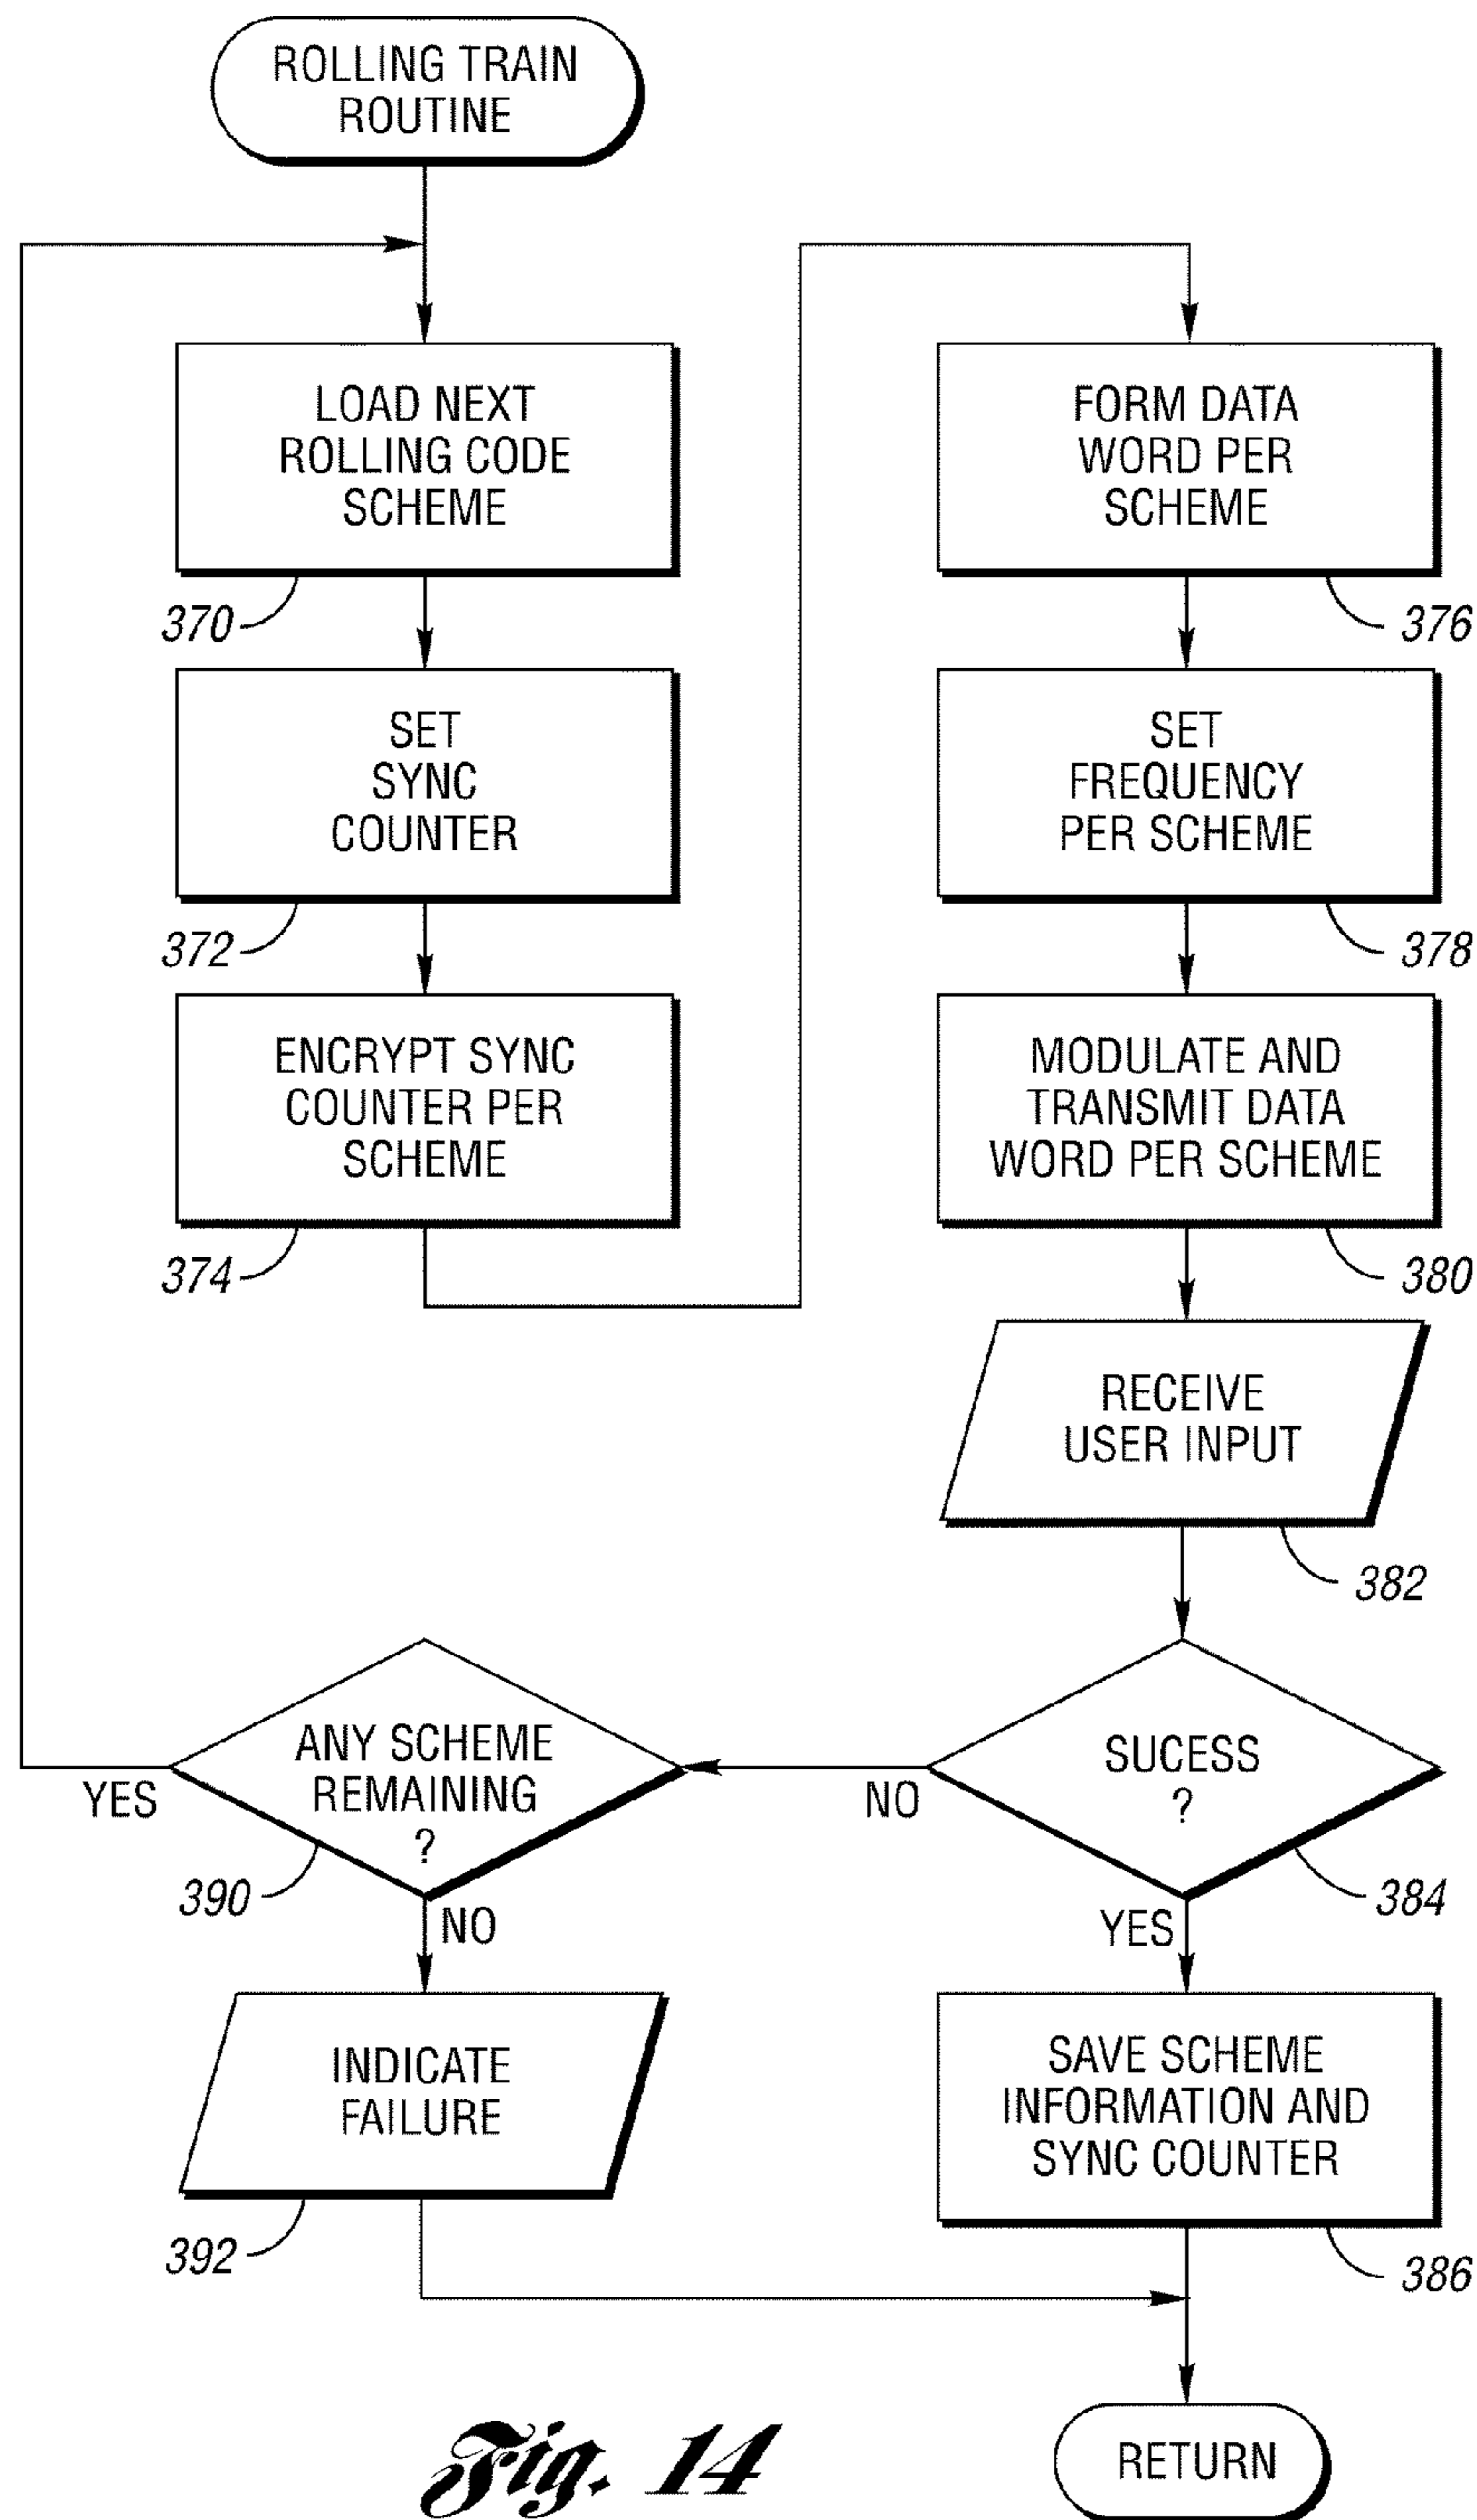 ROLLING TRAIN
ROUTINE
LOAD NEXT
ROLLING CODE
SCHEME
370
SET
SYNC
COUNTER
372
ENCRYPT SYNC
COUNTER PER
SCHEME
374
FORM DATA
WORD PER
SCHEME
376
SET
FREQUENCY
PER SCHEME
378
MODULATE AND
TRANSMIT DATA
WORD PER SCHEME
380
RECEIVE
USER INPUT
382
SUCESS
?
384
NO
YES
ANY SCHEME
REMAINING
?
390
YES
NO
INDICATE
FAILURE
392
SAVE SCHEME
INFORMATION AND
SYNC COUNTER
386
RETURN
Fig. 14